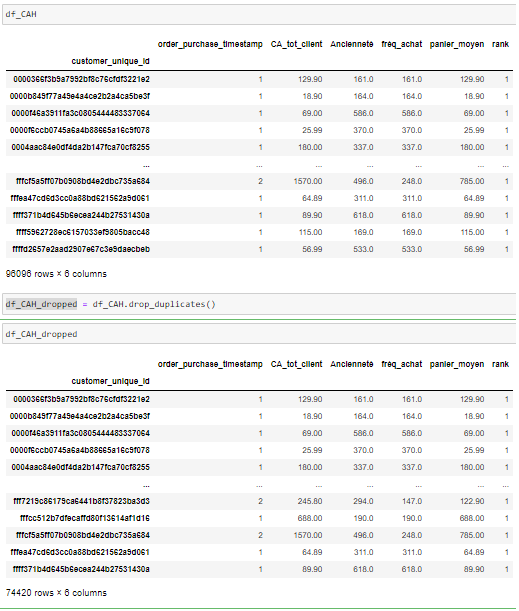 df_CAH
order_purchase_timestamp CA_tot_client Ancienneté fréq_achat panier_moyen rank
customer_unique_id
0000366f3b9a7992bf8c76cfdf3221e2 1 129.90 161.0 161.0 129.90 1
0000b849f77a49e4a4ce2b2a4ca5be3f 1 18.90 164.0 164.0 18.90 1
0000f46a3911fa3c0805444483337064 1 69.00 586.0 586.0 69.00 1
0000f6ccb0745a6a4b88665a16c9f078 1 25.99 370.0 370.0 25.99 1
0004aac84e0df4da2b147fca70cf8255 1 180.00 337.0 337.0 180.00 1
... ... ... ... ... ... ...
fffcf5a5ff07b0908bd4e2dbc735a684 2 1570.00 496.0 248.0 785.00 1
fffea47cd6d3cc0a88bd621562a9d061 1 64.89 311.0 311.0 64.89 1
ffff371b4d645b6ecea244b27531430a 1 89.90 618.0 618.0 89.90 1
ffff5962728ec6157033ef9805bacc48 1 115.00 169.0 169.0 115.00 1
ffffd2657e2aad2907e67c3e9daecbeb 1 56.99 533.0 533.0 56.99 1
96096 rows × 6 columns
df_CAH_dropped = df_CAH.drop_duplicates()
df_CAH_dropped
order_purchase_timestamp CA_tot_client Ancienneté fréq_achat panier_moyen rank
customer_unique_id
0000366f3b9a7992bf8c76cfdf3221e2 1 129.90 161.0 161.0 129.90 1
0000b849f77a49e4a4ce2b2a4ca5be3f 1 18.90 164.0 164.0 18.90 1
0000f46a3911fa3c0805444483337064 1 69.00 586.0 586.0 69.00 1
0000f6ccb0745a6a4b88665a16c9f078 1 25.99 370.0 370.0 25.99 1
0004aac84e0df4da2b147fca70cf8255 1 180.00 337.0 337.0 180.00 1
... ... ... ... ... ... ...
fff7219c86179ca6441b8f37823ba3d3 2 245.80 294.0 147.0 122.90 1
fffcc512b7dfecaffd80f13614af1d16 1 688.00 190.0 190.0 688.00 1
fffcf5a5ff07b0908bd4e2dbc735a684 2 1570.00 496.0 248.0 785.00 1
fffea47cd6d3cc0a88bd621562a9d061 1 64.89 311.0 311.0 64.89 1
ffff371b4d645b6ecea244b27531430a 1 89.90 618.0 618.0 89.90 1
74420 rows × 6 columns